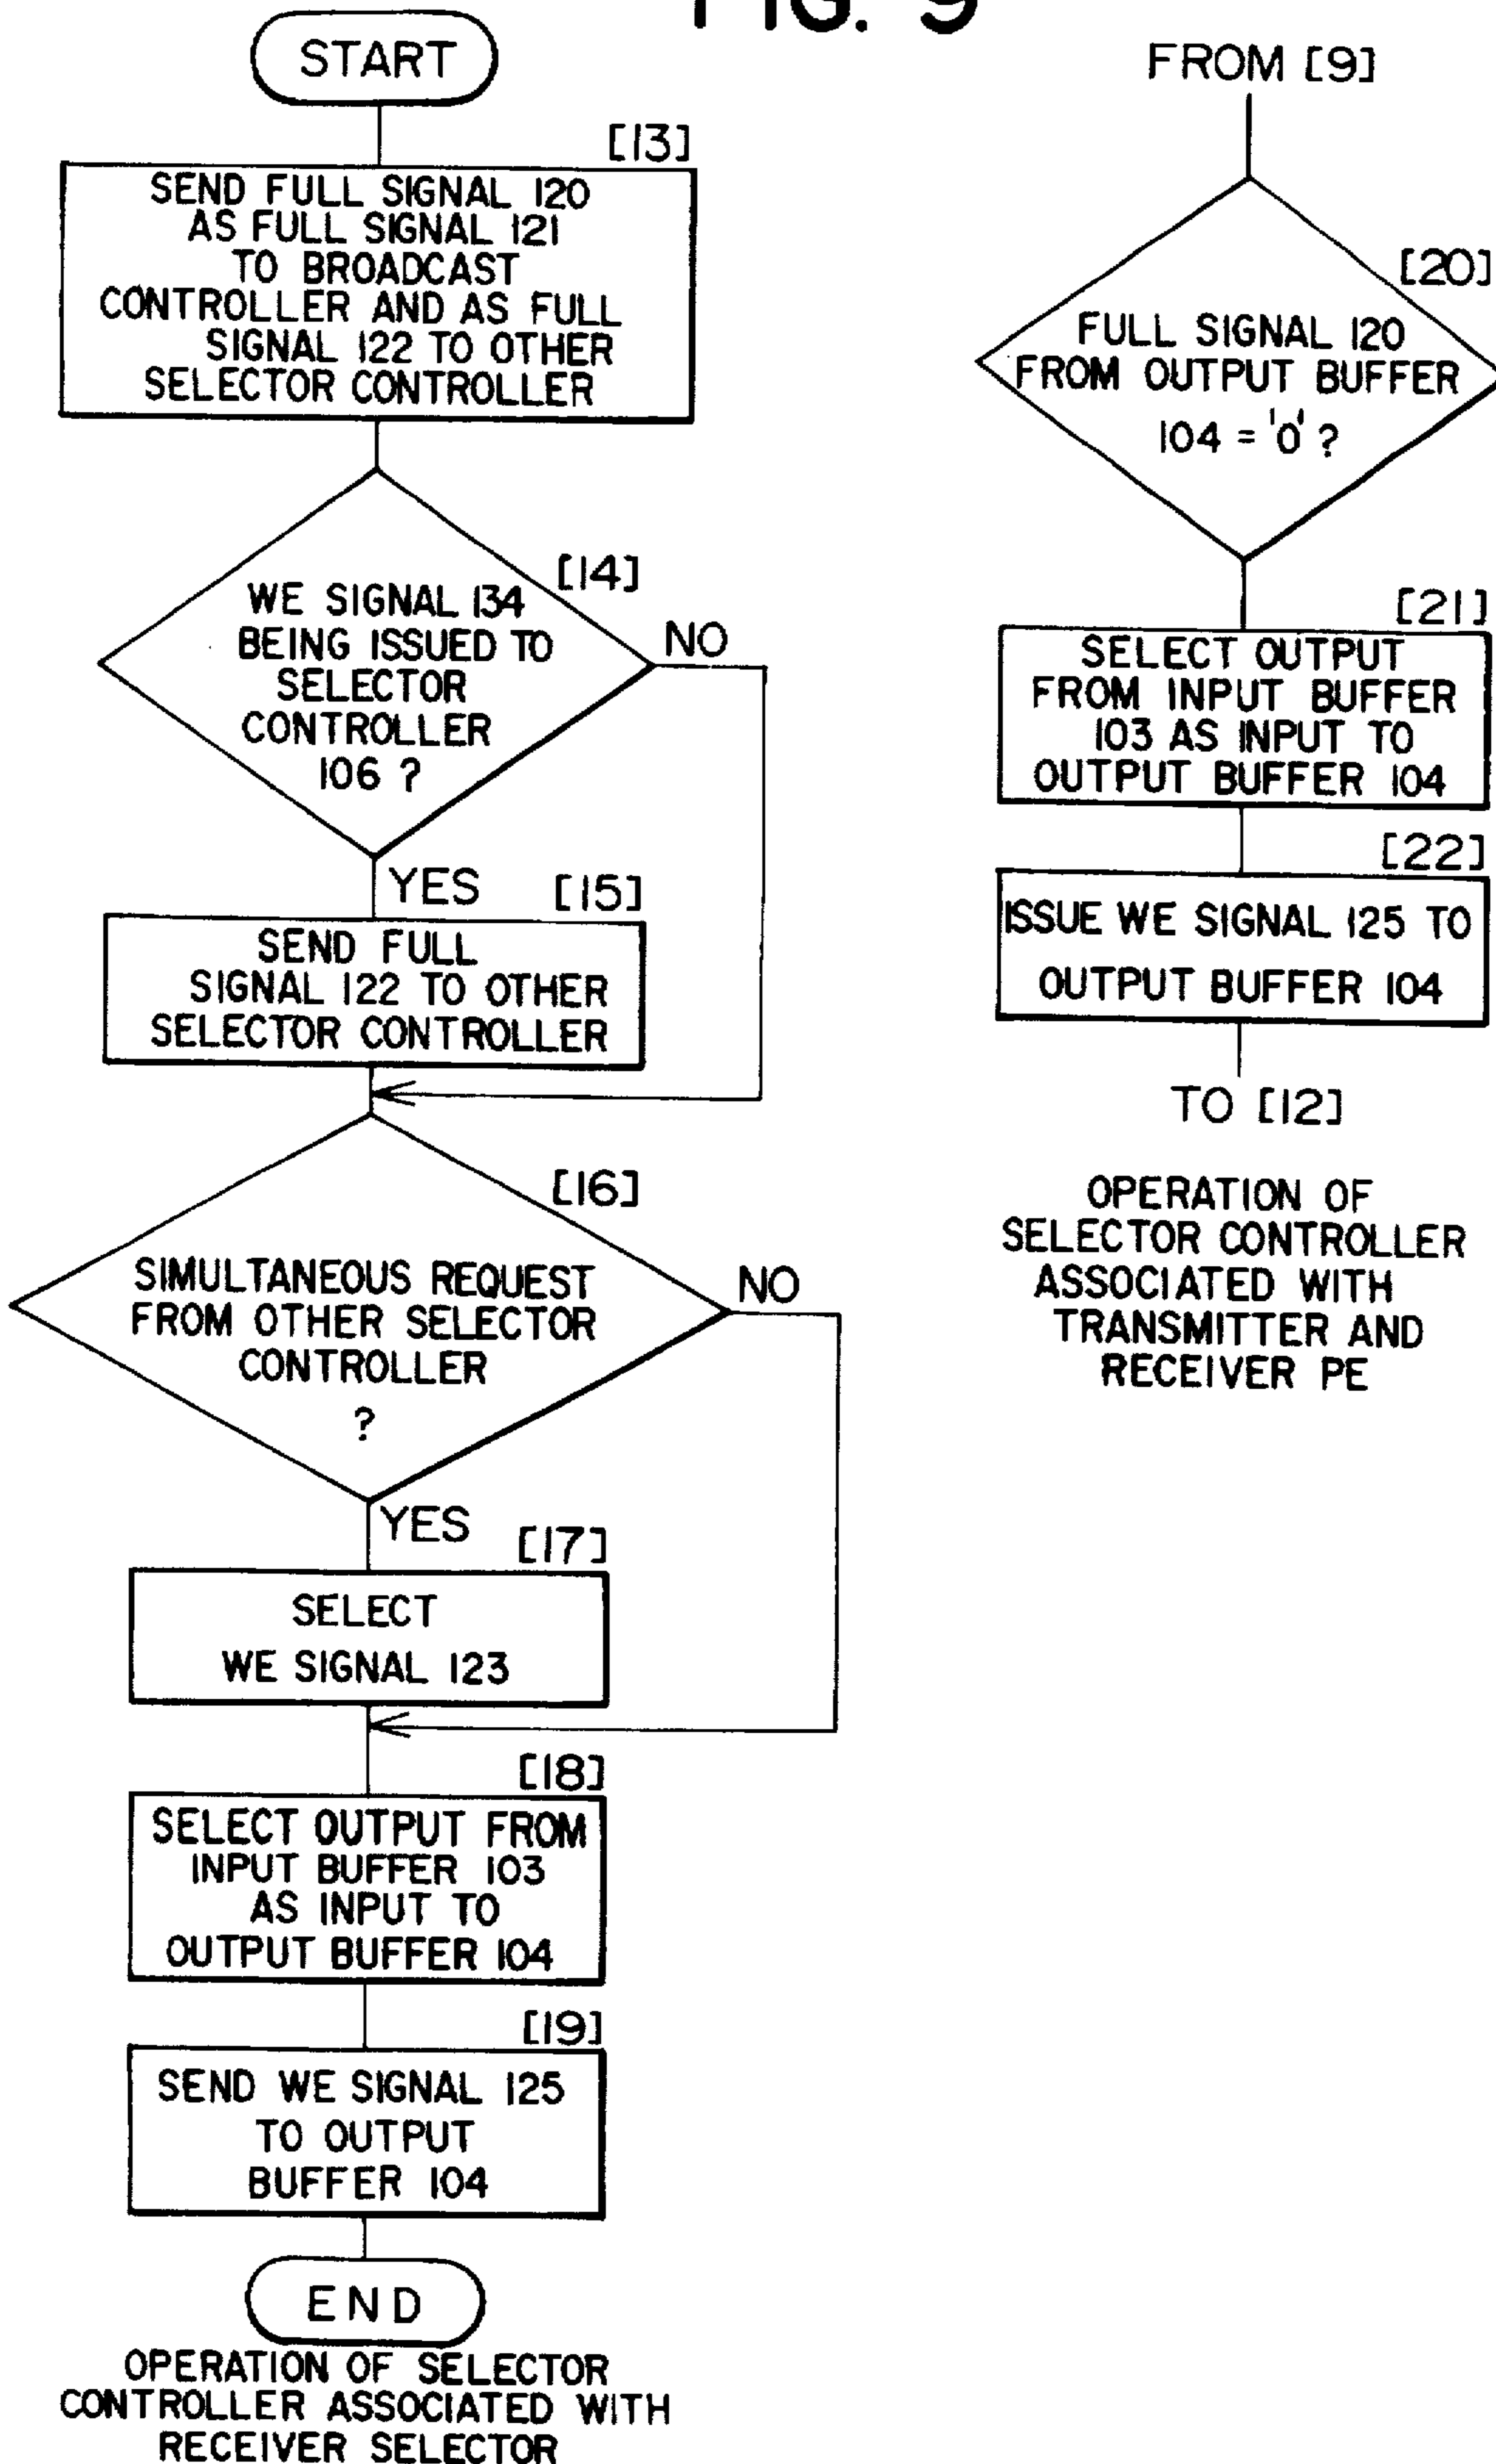 FIG. 9
START
[13]
SEND FULL SIGNAL 120
AS FULL SIGNAL 121
TO BROADCAST
CONTROLLER AND AS FULL
SIGNAL 122 TO OTHER
SELECTOR CONTROLLER
[14]
WE SIGNAL 134
BEING ISSUED TO
SELECTOR
CONTROLLER
106 ?
NO
YES
[15]
SEND FULL
SIGNAL 122 TO OTHER
SELECTOR CONTROLLER
[16]
SIMULTANEOUS REQUEST
FROM OTHER SELECTOR
CONTROLLER
?
NO
YES
[17]
SELECT
WE SIGNAL 123
[18]
SELECT OUTPUT FROM
INPUT BUFFER 103
AS INPUT TO
OUTPUT BUFFER 104
[19]
SEND WE SIGNAL 125
TO OUTPUT
BUFFER 104
END
OPERATION OF SELECTOR
CONTROLLER ASSOCIATED WITH
RECEIVER SELECTOR
FROM [9]
[20]
FULL SIGNAL 120
FROM OUTPUT BUFFER
104 = '0' ?
[21]
SELECT OUTPUT
FROM INPUT BUFFER
103 AS INPUT TO
OUTPUT BUFFER 104
[22]
ISSUE WE SIGNAL 125 TO
OUTPUT BUFFER 104
TO [12]
OPERATION OF
SELECTOR CONTROLLER
ASSOCIATED WITH
TRANSMITTER AND
RECEIVER PE